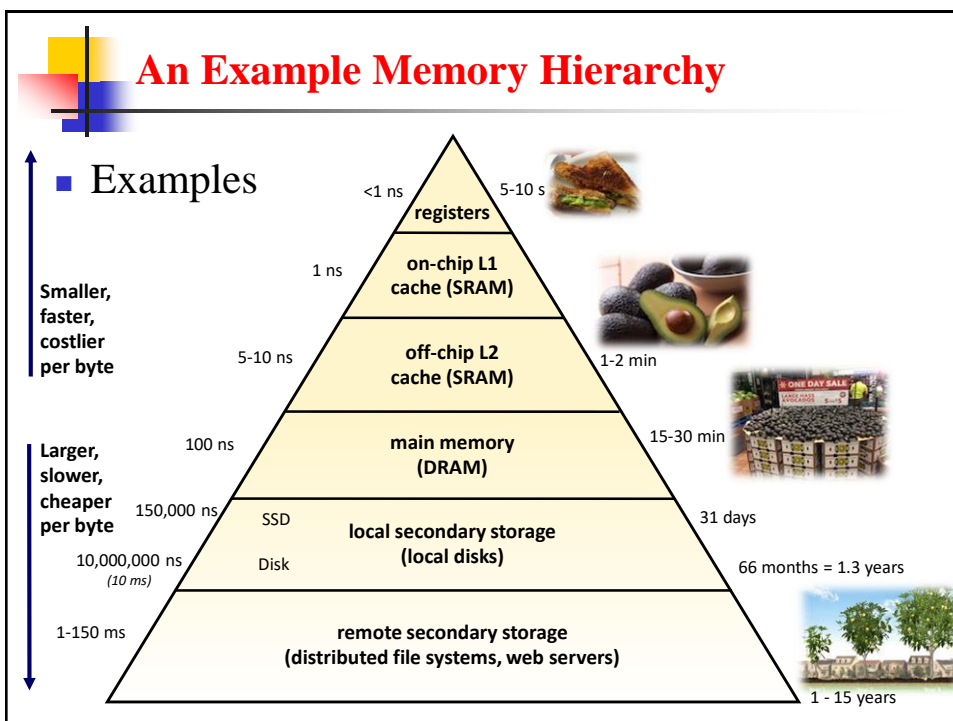 An Example Memory Hierarchy
Examples
Smaller,
faster,
costlier
per byte
Larger,
slower,
cheaper
per byte
<1 ns
5-10 s
registers
1 ns
on-chip L1
cache (SRAM)
5-10 ns
off-chip L2
cache (SRAM)
1-2 min
ONE DAY SALE
100 ns
main memory
(DRAM)
15-30 min
150,000 ns
SSD
31 days
local secondary storage
(local disks)
10,000,000 ns
(10 ms)
Disk
66 months = 1.3 years
1-150 ms
remote secondary storage
(distributed file systems, web servers)
1 - 15 years